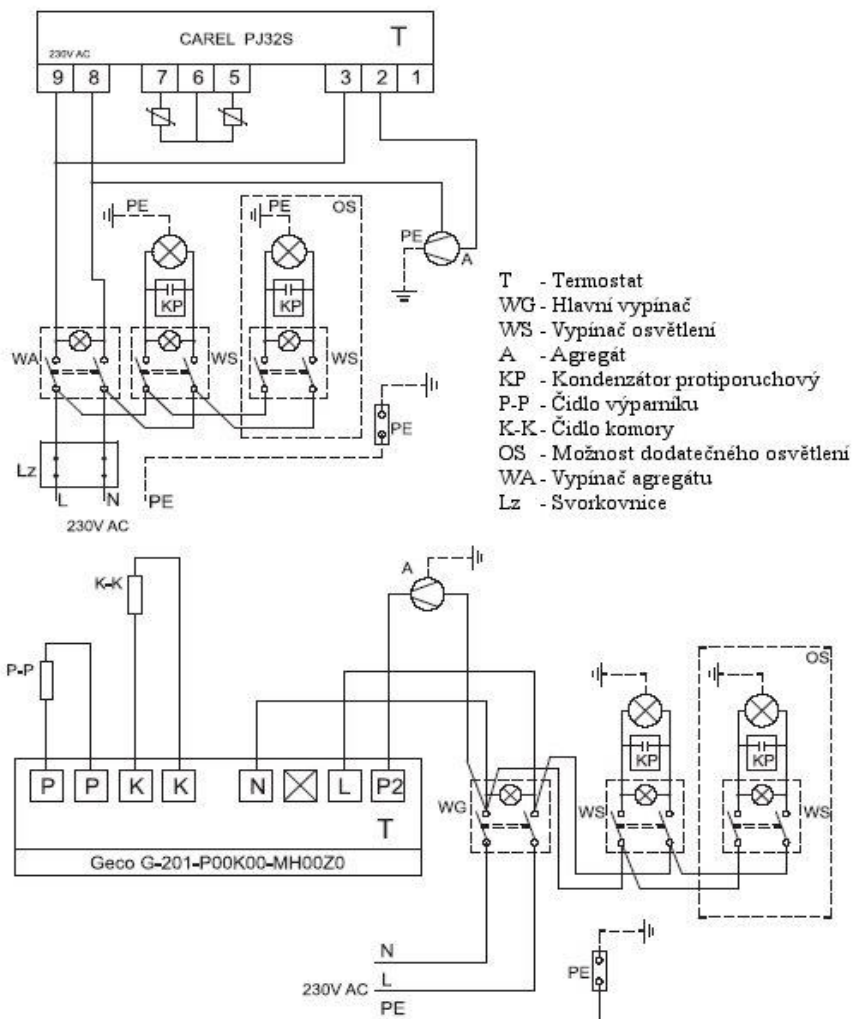 CAREL PJ32S T
230V AC
9 8 7 6 5 3 2 1
PE PE OS
PE
A
KP KP
WA WS WS
PE
Lz
L N PE
230V AC
T - Termostat
WG - Hlavní vypínač
WS - Vypínač osvětlení
A - Agregát
KP - Kondenzátor protiporuchový
P-P - Čidlo výparníku
K-K - Čidlo komory
OS - Možnost dodatečného osvětlení
WA - Vypínač agregátu
Lz - Svorkovnice
A
K-K
P-P
OS
KP KP
P P K K N L P2
WG WS WS
T
Geco G-201-P00K00-MH00Z0
N
230V AC L
PE
PE